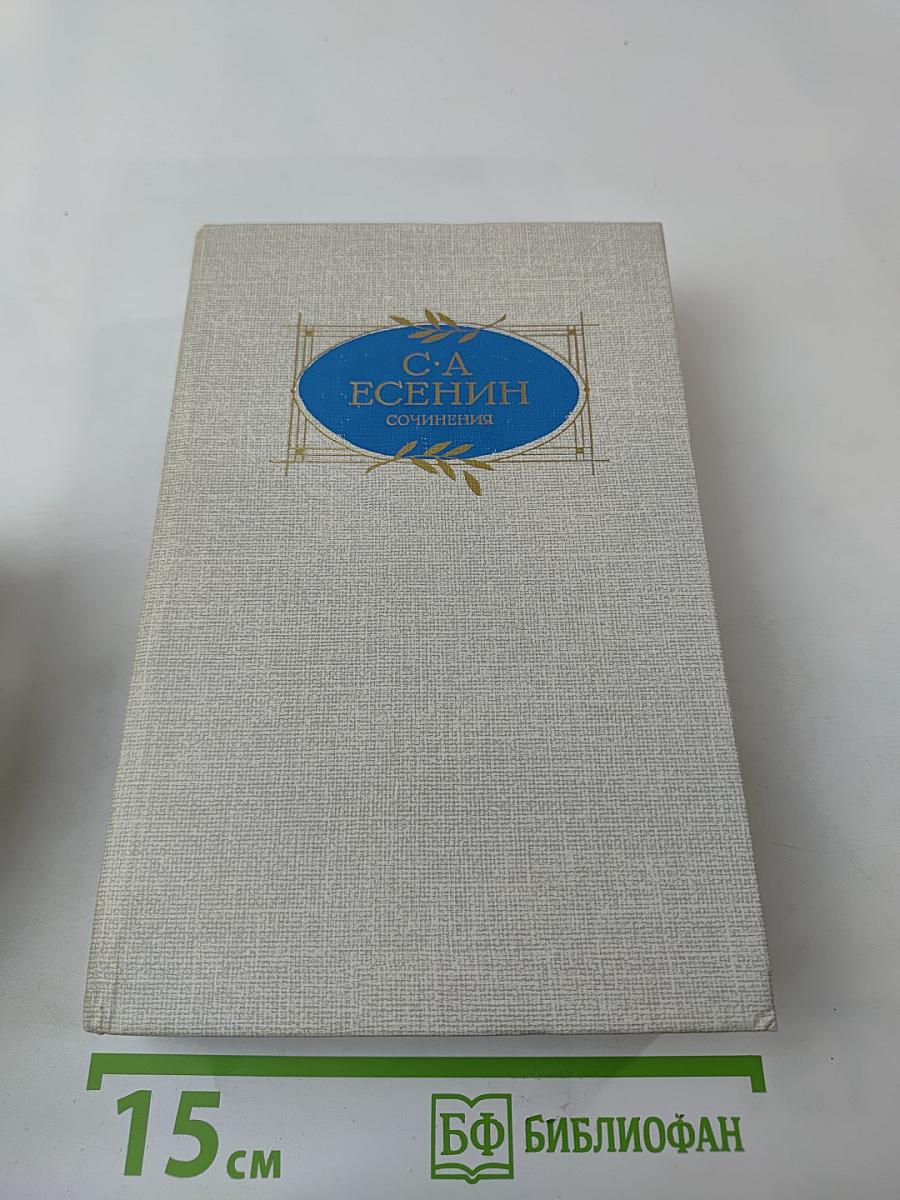 С·А
ЕСЕНИН
СОЧИНЕНИЯ
15 см
БФ БИБЛИОФАН